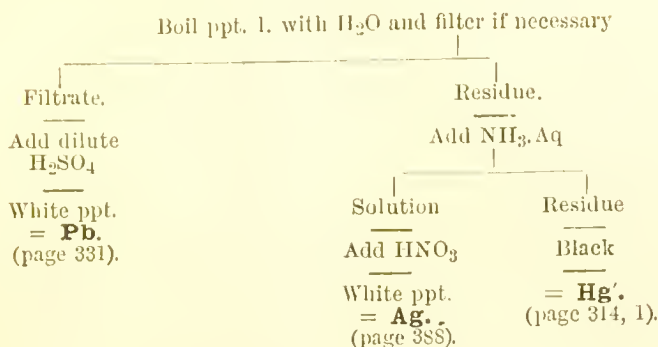 Boil ppt. 1. with H₂O and filter if necessary
Filtrate.
Add dilute
H₂SO₄
White ppt.
= Pb.
(page 331).
Residue.
Add NH₃.Aq
Solution
Add HNO₃
White ppt.
= Ag.
(page 388).
Residue
Black
= Hg′.
(page 314, 1).